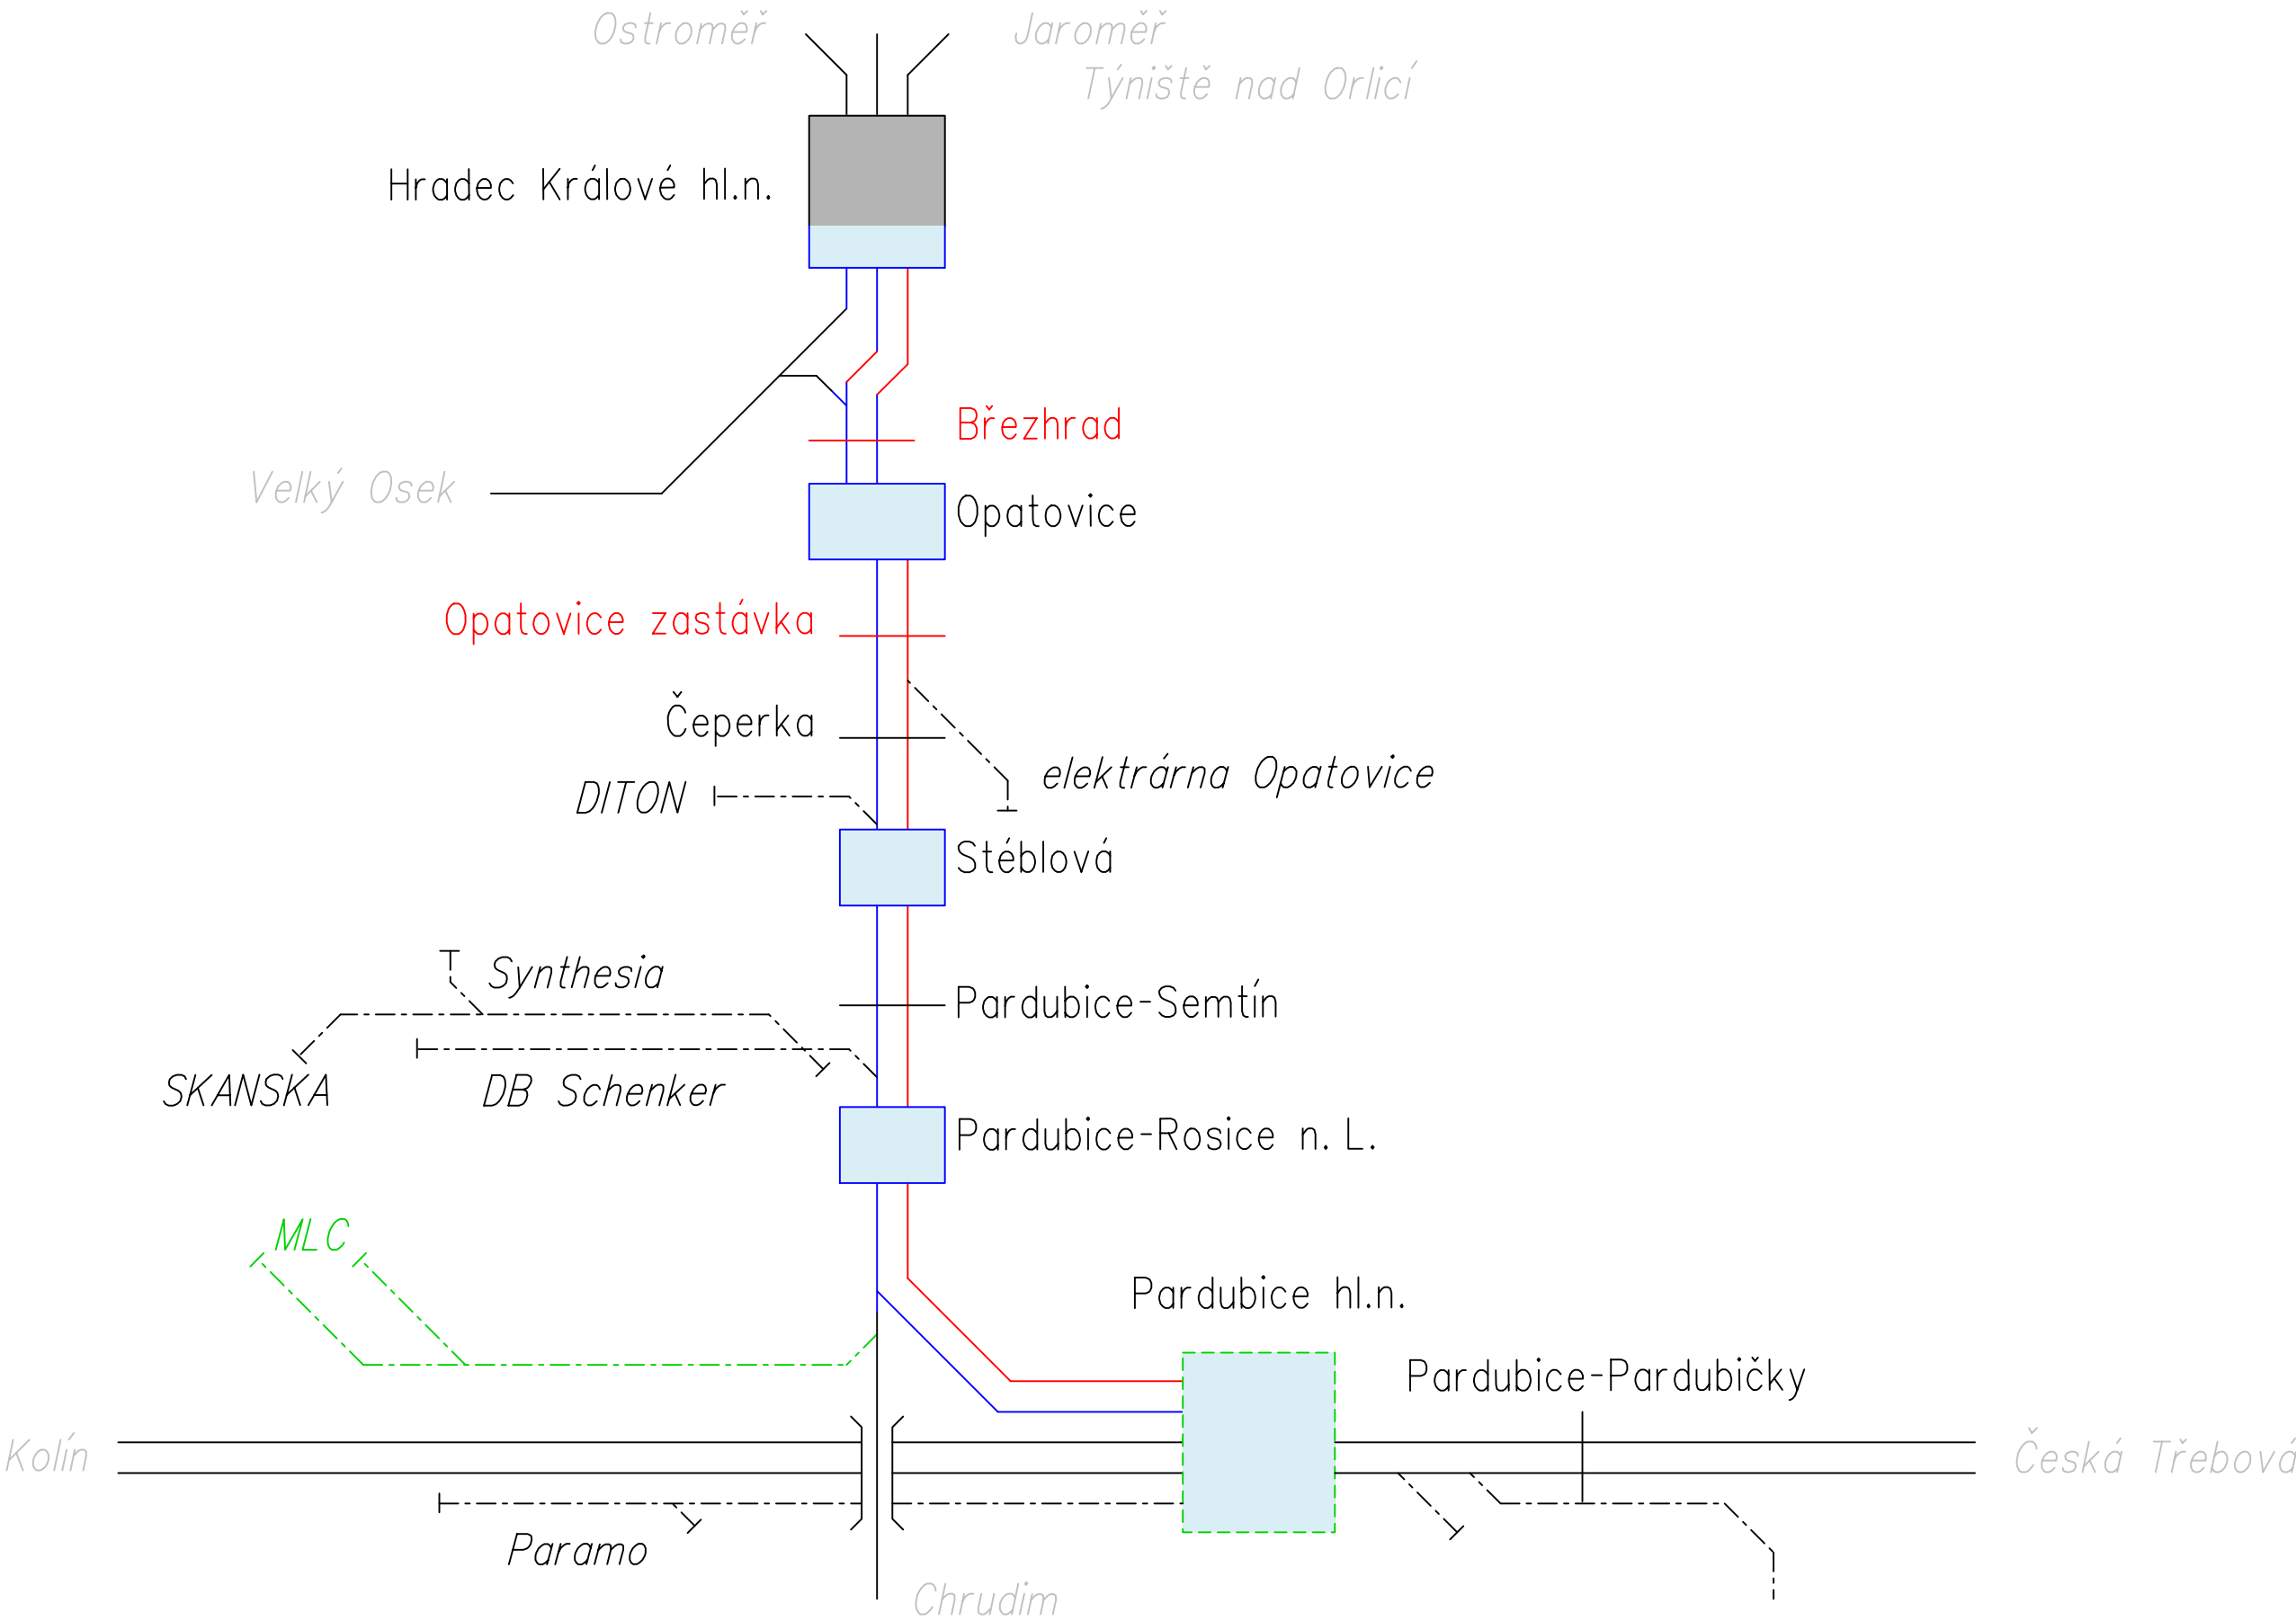 Ostroměř
Jaroměř
Týniště nad Orlicí
Hradec Králové hl.n.
Březhrad
Velký Osek
Opatovice
Opatovice zastávka
Čeperka
elektrárna Opatovice
DITON
Stéblová
Synthesia
Pardubice-Semtín
SKANSKA
DB Schenker
Pardubice-Rosice n. L.
MLC
Pardubice hl.n.
Pardubice-Pardubičky
Kolín
Česká Třebová
Paramo
Chrudim